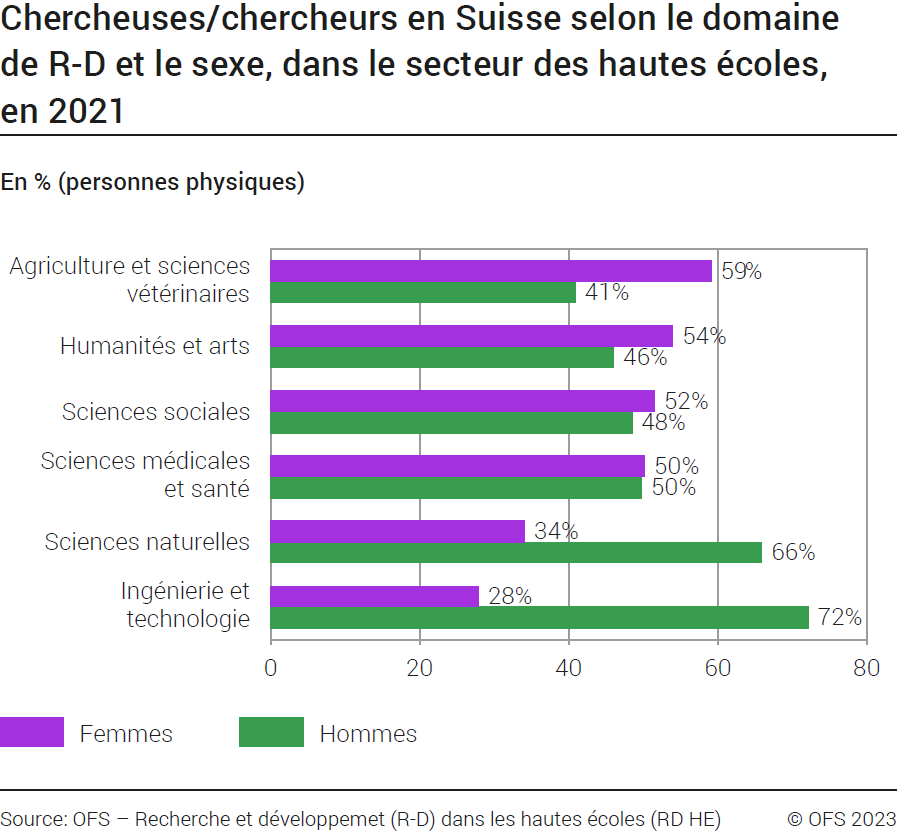 Chercheuses/chercheurs en Suisse selon le domaine
de R-D et le sexe, dans le secteur des hautes écoles,
en 2021
En % (personnes physiques)
Agriculture et sciences
vétérinaires
59%
41%
Humanités et arts
54%
46%
Sciences sociales
52%
48%
Sciences médicales
et santé
50%
50%
Sciences naturelles
34%
66%
Ingénierie et
technologie
28%
72%
0 20 40 60 80
Femmes Hommes
Source: OFS – Recherche et développemet (R-D) dans les hautes écoles (RD HE) © OFS 2023